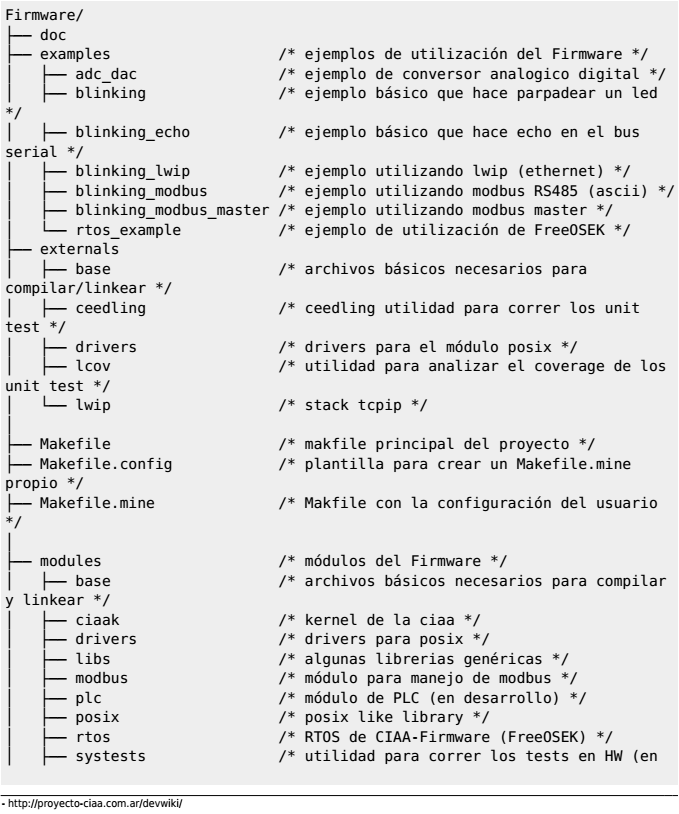 Firmware/
├── doc
├── examples                   /* ejemplos de utilización del Firmware */
│   ├── adc_dac                /* ejemplo de conversor analogico digital */
│   ├── blinking               /* ejemplo básico que hace parpadear un led
*/
│   ├── blinking_echo          /* ejemplo básico que hace echo en el bus
serial */
│   ├── blinking_lwip          /* ejemplo utilizando lwip (ethernet) */
│   ├── blinking_modbus        /* ejemplo utilizando modbus RS485 (ascii) */
│   ├── blinking_modbus_master /* ejemplo utilizando modbus master */
│   └── rtos_example           /* ejemplo de utilización de FreeOSEK */
├── externals
│   ├── base                   /* archivos básicos necesarios para
compilar/linkear */
│   ├── ceedling               /* ceedling utilidad para correr los unit
test */
│   ├── drivers                /* drivers para el módulo posix */
│   ├── lcov                   /* utilidad para analizar el coverage de los
unit test */
│   └── lwip                   /* stack tcpip */
│
├── Makefile                   /* makfile principal del proyecto */
├── Makefile.config            /* plantilla para crear un Makefile.mine
propio */
├── Makefile.mine              /* Makfile con la configuración del usuario
*/
│
├── modules                    /* módulos del Firmware */
│   ├── base                   /* archivos básicos necesarios para compilar
y linkear */
│   ├── ciaak                  /* kernel de la ciaa */
│   ├── drivers                /* drivers para posix */
│   ├── libs                   /* algunas librerias genéricas */
│   ├── modbus                 /* módulo para manejo de modbus */
│   ├── plc                    /* módulo de PLC (en desarrollo) */
│   ├── posix                  /* posix like library */
│   ├── rtos                   /* RTOS de CIAA-Firmware (FreeOSEK) */
│   ├── systests               /* utilidad para correr los tests en HW (en
- http://proyecto-ciaa.com.ar/devwiki/